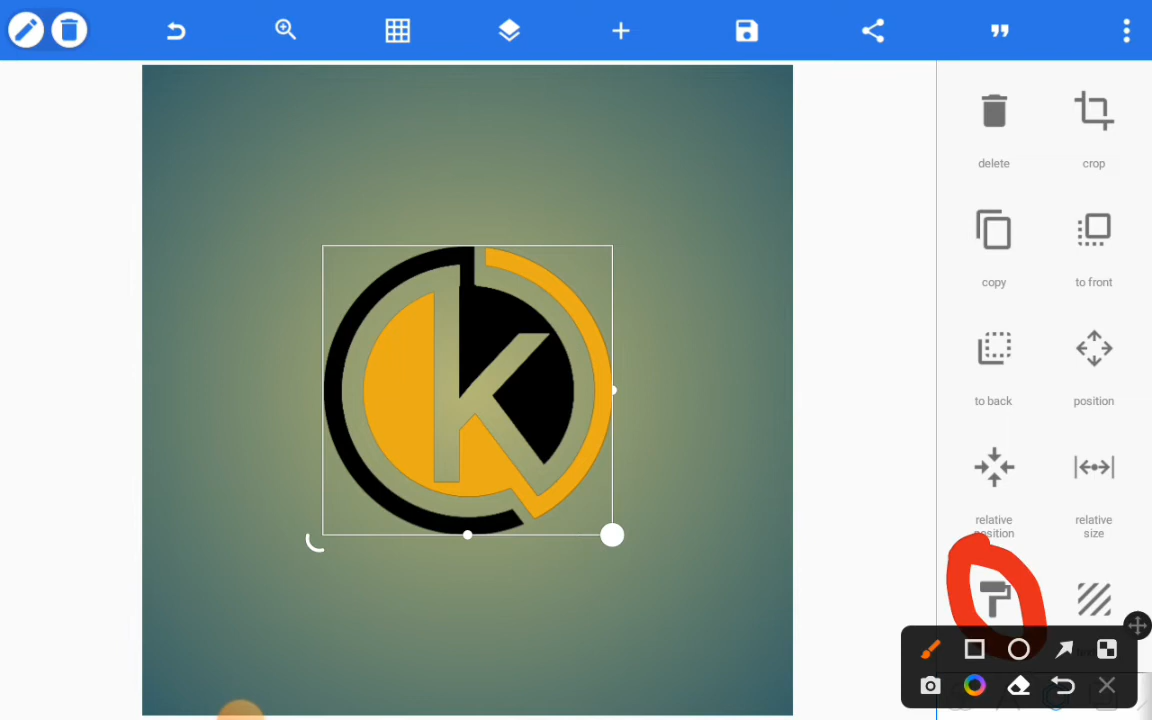 delete
crop
copy
to front
to back
position
relative
position
relative
size
k